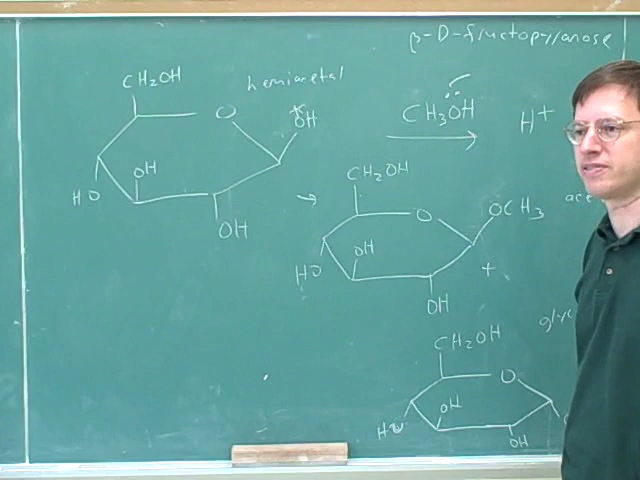 β-D-fructopyranose
CH2OH
hemiacetal
O
OH
CH3OH
H+
OH
HO
OH
CH2OH
O
OCH3
OH
HO
+
OH
CH2OH
O
OH
HO
OH